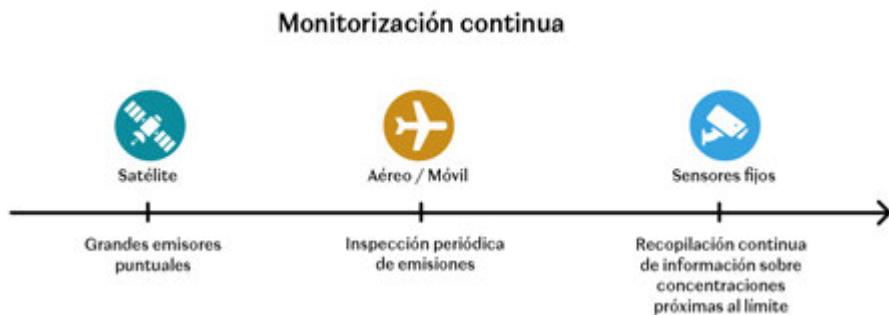 Monitorización continua
Satélite
Aéreo / Móvil
Sensores fijos
Grandes emisores
puntuales
Inspección periódica
de emisiones
Recopilación continua
de información sobre
concentraciones
próximas al límite